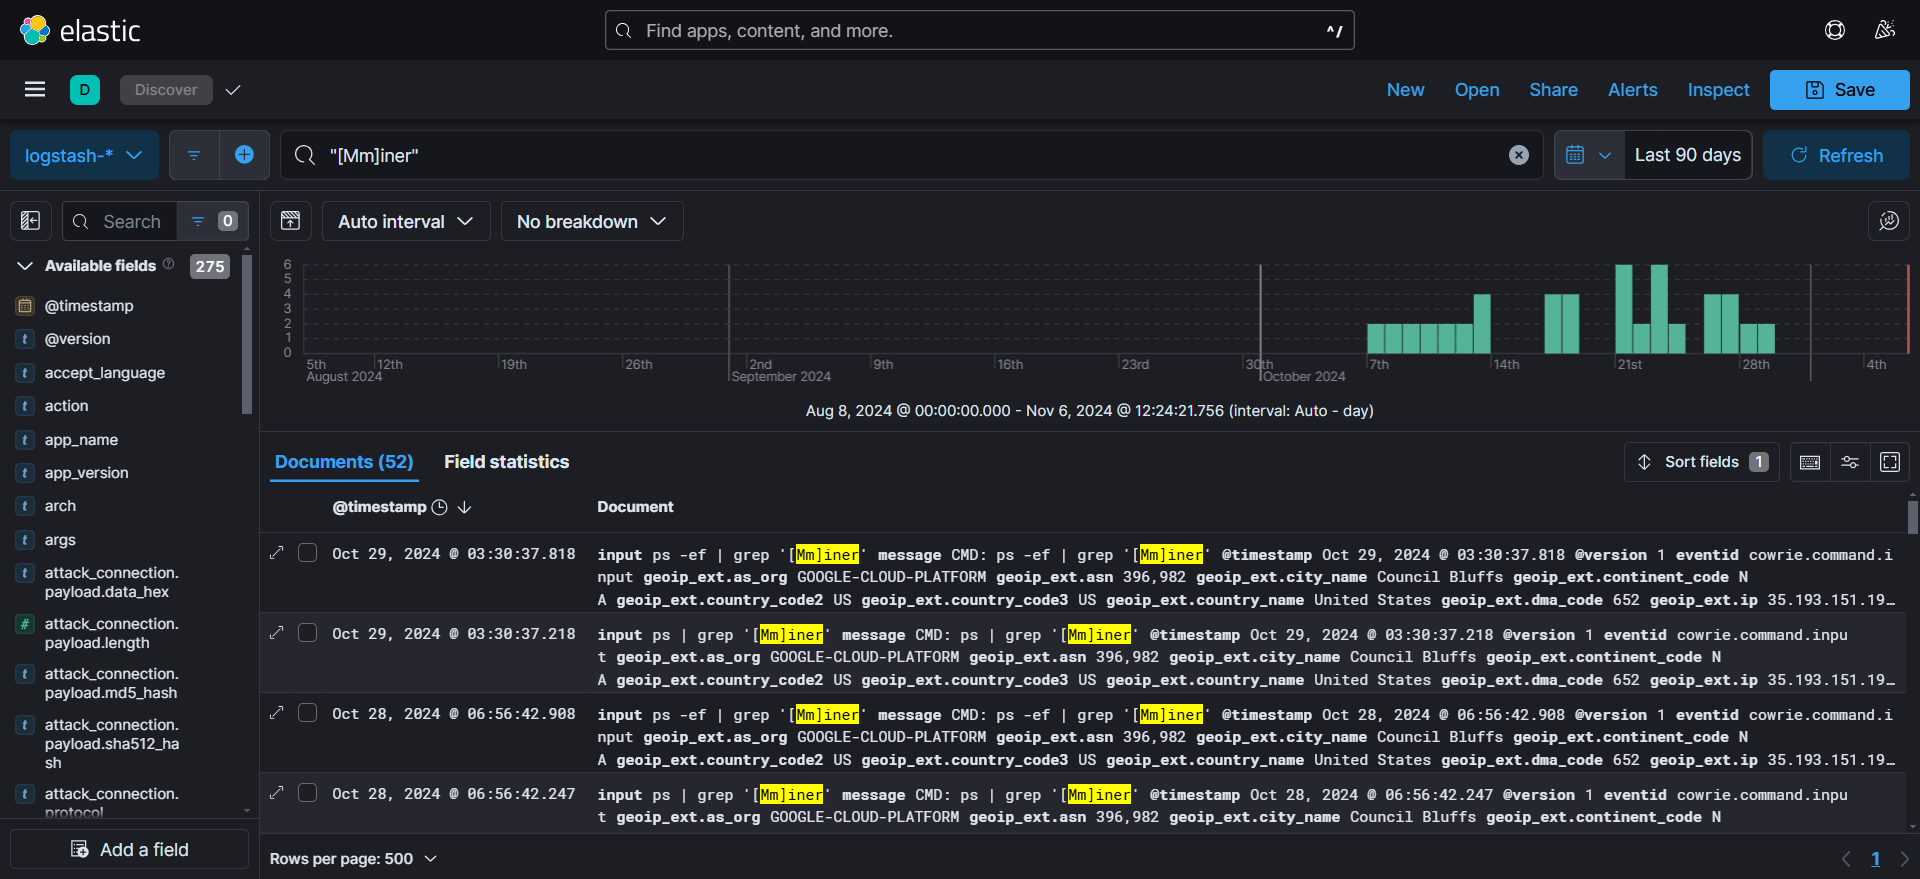 elastic
Find apps, content, and more.
^/
D
Discover
New
Open
Share
Alerts
Inspect
Save
logstash-*
"[Mm]iner"
Last 90 days
Refresh
Search
0
Auto interval
No breakdown
Available fields
275
@timestamp
t @version
t accept_language
t action
t app_name
t app_version
t arch
t args
t attack_connection.
payload.data_hex
# attack_connection.
payload.length
t attack_connection.
payload.md5_hash
t attack_connection.
payload.sha512_ha
sh
t attack_connection.
protocol
Add a field
6
5
4
3
2
1
0
5th
August 2024
12th
19th
26th
2nd
September 2024
9th
16th
23rd
30th
October 2024
7th
14th
21st
28th
4th
Aug 8, 2024 @ 00:00:00.000 - Nov 6, 2024 @ 12:24:21.756 (interval: Auto - day)
Documents (52)
Field statistics
Sort fields 1
@timestamp
Document
Oct 29, 2024 @ 03:30:37.818
input ps -ef | grep '[Mm]iner' message CMD: ps -ef | grep '[Mm]iner' @timestamp Oct 29, 2024 @ 03:30:37.818 @version 1 eventid cowrie.command.i
nput geoip_ext.as_org GOOGLE-CLOUD-PLATFORM geoip_ext.asn 396,982 geoip_ext.city_name Council Bluffs geoip_ext.continent_code N
A geoip_ext.country_code2 US geoip_ext.country_code3 US geoip_ext.country_name United States geoip_ext.dma_code 652 geoip_ext.ip 35.193.151.19…
Oct 29, 2024 @ 03:30:37.218
input ps | grep '[Mm]iner' message CMD: ps | grep '[Mm]iner' @timestamp Oct 29, 2024 @ 03:30:37.218 @version 1 eventid cowrie.command.inpu
t geoip_ext.as_org GOOGLE-CLOUD-PLATFORM geoip_ext.asn 396,982 geoip_ext.city_name Council Bluffs geoip_ext.continent_code N
A geoip_ext.country_code2 US geoip_ext.country_code3 US geoip_ext.country_name United States geoip_ext.dma_code 652 geoip_ext.ip 35.193.151.19…
Oct 28, 2024 @ 06:56:42.908
input ps -ef | grep '[Mm]iner' message CMD: ps -ef | grep '[Mm]iner' @timestamp Oct 28, 2024 @ 06:56:42.908 @version 1 eventid cowrie.command.i
nput geoip_ext.as_org GOOGLE-CLOUD-PLATFORM geoip_ext.asn 396,982 geoip_ext.city_name Council Bluffs geoip_ext.continent_code N
A geoip_ext.country_code2 US geoip_ext.country_code3 US geoip_ext.country_name United States geoip_ext.dma_code 652 geoip_ext.ip 35.193.151.19…
Oct 28, 2024 @ 06:56:42.247
input ps | grep '[Mm]iner' message CMD: ps | grep '[Mm]iner' @timestamp Oct 28, 2024 @ 06:56:42.247 @version 1 eventid cowrie.command.inpu
t geoip_ext.as_org GOOGLE-CLOUD-PLATFORM geoip_ext.asn 396,982 geoip_ext.city_name Council Bluffs geoip_ext.continent_code N
Rows per page: 500
1